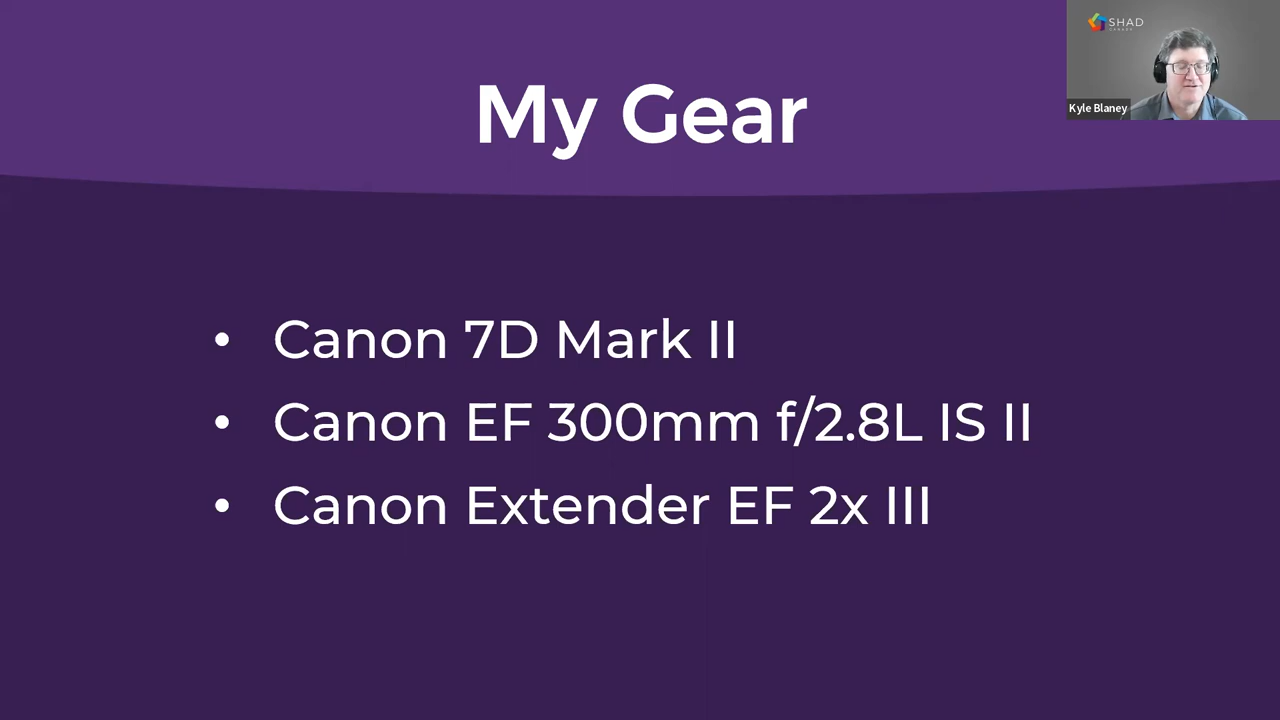 SHAD
CANADA
My Gear
Kyle Blaney
• Canon 7D Mark II
• Canon EF 300mm f/2.8L IS II
• Canon Extender EF 2x III